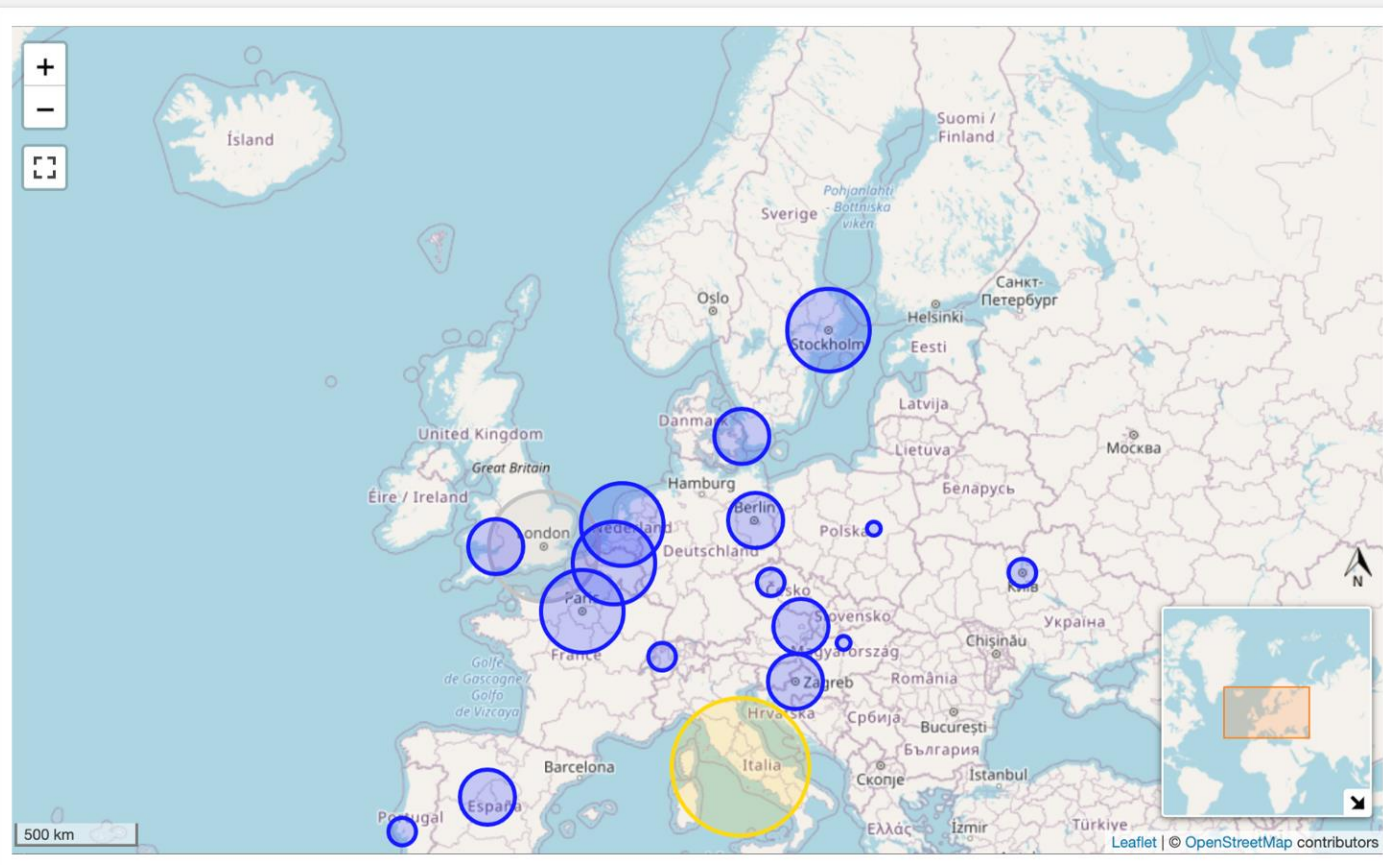 +
−
Ísland
Suomi /
Finland
Pohjanlahti
- Bottniska
viken
Sverige
Oslo
Санкт-
Петербург
Helsinki
Stockholm
Eesti
Latvija
Danmark
United Kingdom
Москва
Lietuva
Great Britain
Hamburg
Беларусь
Éire / Ireland
Berlin
London
Nederland
Polska
Deutschland
Київ
Česko
Paris
Slovensko
Україна
Chișinău
France
Magyarország
Golfe
de Gascogne /
Golfo
de Vizcaya
Zagreb
România
Hrvatska
Србија
București
България
Barcelona
Italia
Скопје
İstanbul
España
Portugal
Ελλάς
İzmir
Türkiye
N
500 km
Leaflet | © OpenStreetMap contributors